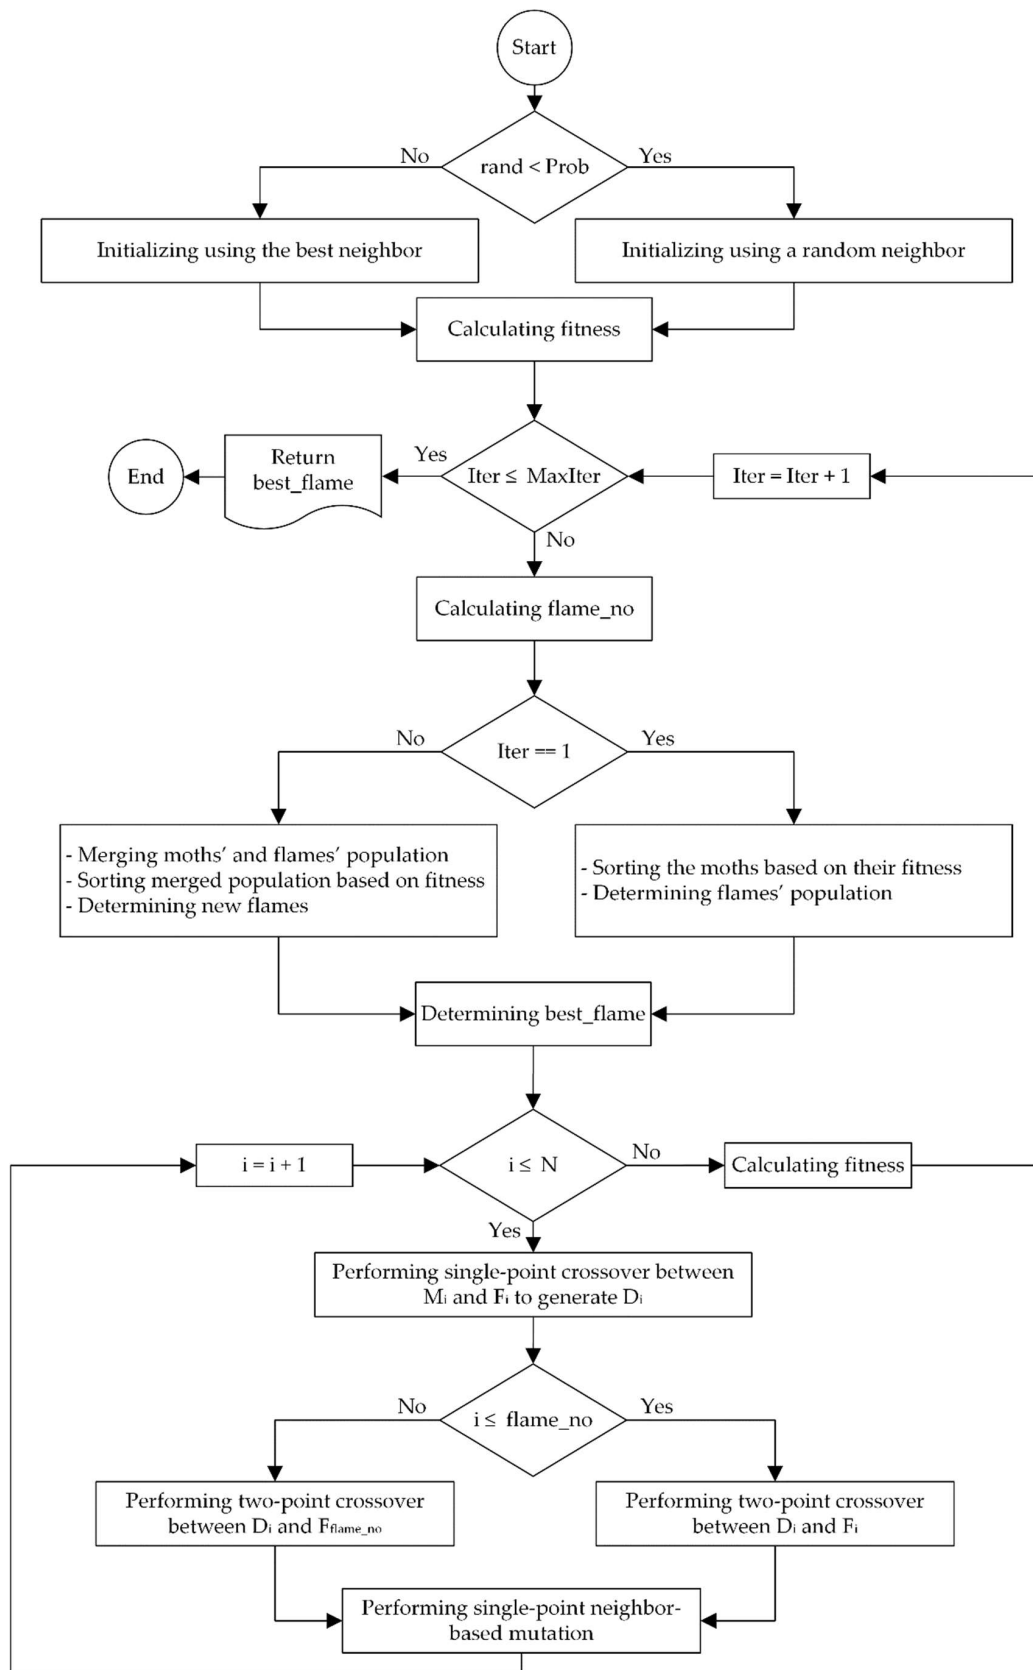 Start
No
rand < Prob
Yes
Initializing using the best neighbor
Initializing using a random neighbor
Calculating fitness
End
Return
best_flame
Yes
Iter ≤ MaxIter
Iter = Iter + 1
No
Calculating flame_no
No
Iter == 1
Yes
- Merging moths' and flames' population
- Sorting merged population based on fitness
- Determining new flames
- Sorting the moths based on their fitness
- Determining flames' population
Determining best_flame
i = i + 1
i ≤ N
No
Calculating fitness
Yes
Performing single-point crossover between
Mi and Fi to generate Di
No
i ≤ flame_no
Yes
Performing two-point crossover
between Di and Fflame_no
Performing two-point crossover
between Di and Fi
Performing single-point neighbor-
based mutation